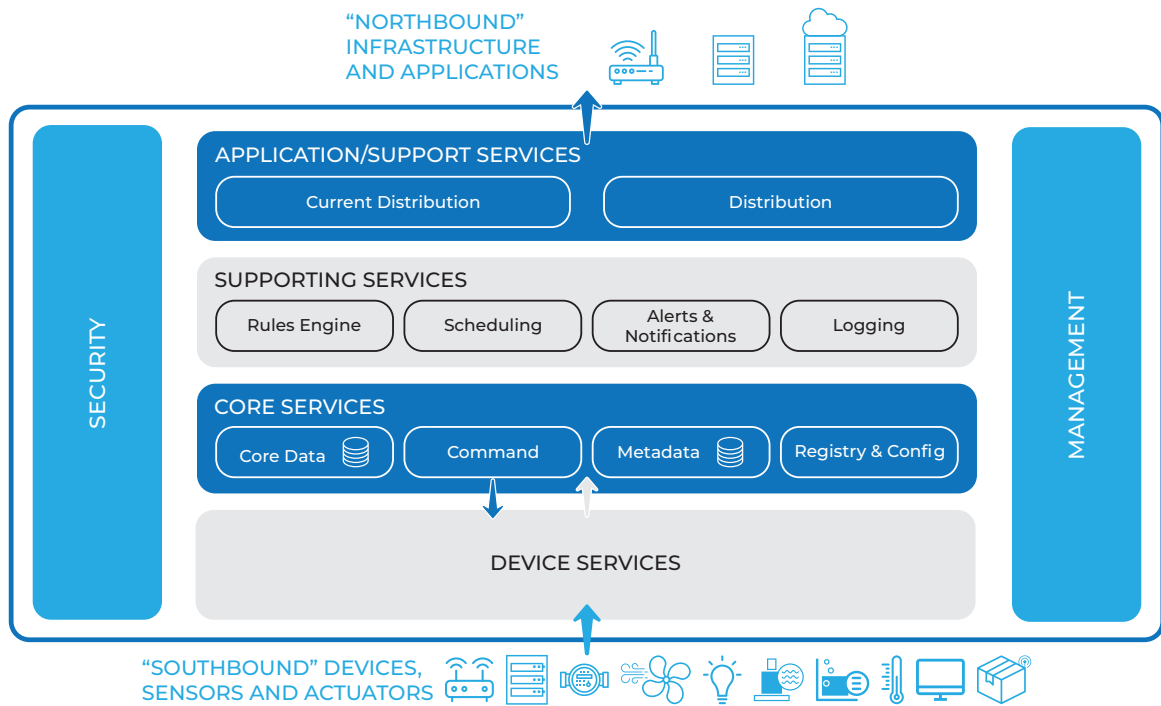 “NORTHBOUND”
INFRASTRUCTURE
AND APPLICATIONS
SECURITY
APPLICATION/SUPPORT SERVICES
Current Distribution
Distribution
SUPPORTING SERVICES
Rules Engine
Scheduling
Alerts &
Notifications
Logging
CORE SERVICES
Core Data
Command
Metadata
Registry & Config
DEVICE SERVICES
MANAGEMENT
“SOUTHBOUND” DEVICES,
SENSORS AND ACTUATORS